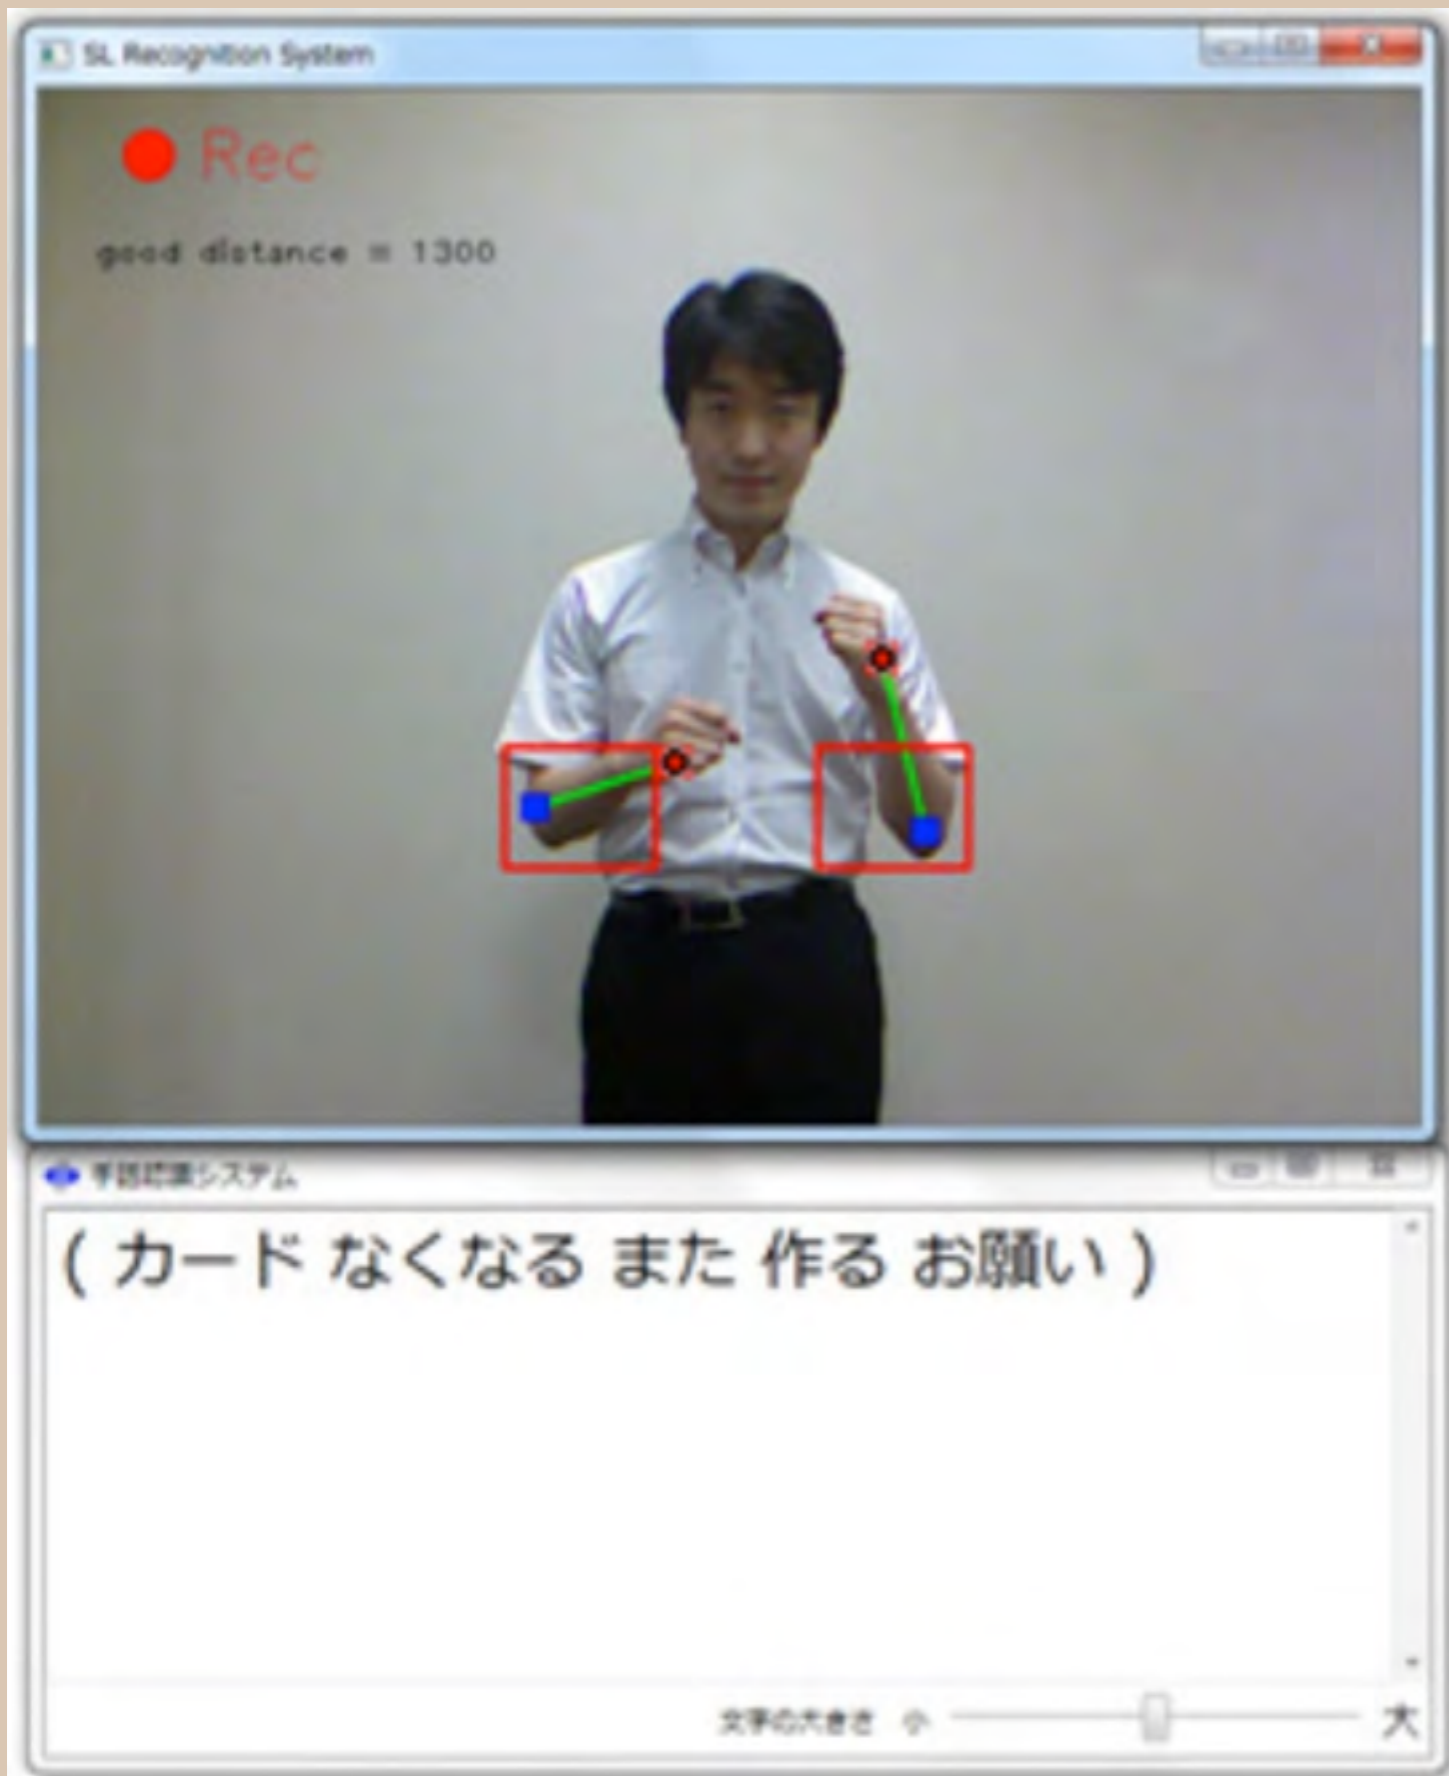 SL Recognition System
Rec
good distance = 1300
手話認識システム
( カード なくなる また 作る お願い )
文字の大きさ 小 大